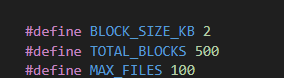 #define BLOCK_SIZE_KB 2
#define TOTAL_BLOCKS 500
#define MAX_FILES 100